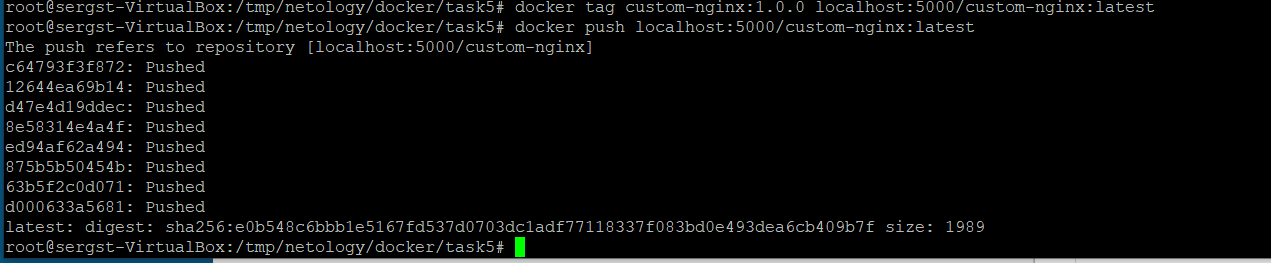 root@sergst-VirtualBox:/tmp/netology/docker/task5# docker tag custom-nginx:1.0.0 localhost:5000/custom-nginx:latest
root@sergst-VirtualBox:/tmp/netology/docker/task5# docker push localhost:5000/custom-nginx:latest
The push refers to repository [localhost:5000/custom-nginx]
c64793f3f872: Pushed
12644ea69b14: Pushed
d47e4d19ddec: Pushed
8e58314e4a4f: Pushed
ed94af62a494: Pushed
875b5b50454b: Pushed
63b5f2c0d071: Pushed
d000633a5681: Pushed
latest: digest: sha256:e0b548c6bbb1e5167fd537d0703dc1adf77118337f083bd0e493dea6cb409b7f size: 1989
root@sergst-VirtualBox:/tmp/netology/docker/task5#